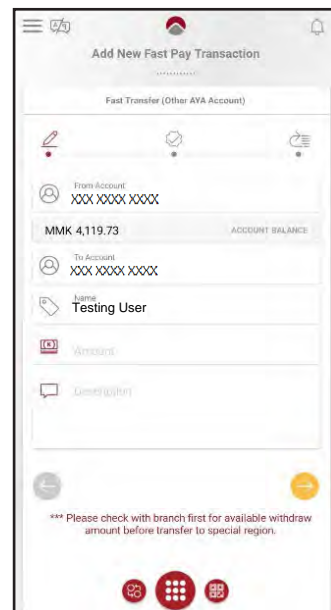 Add New Fast Pay Transaction
Fast Transfer (Other AYA Account)
From Account
XXX XXXX XXXX
MMK 4,119.73 ACCOUNT BALANCE
To Account
XXX XXXX XXXX
Name
Testing User
Amount
Description
*** Please check with branch first for available withdraw
amount before transfer to special region.